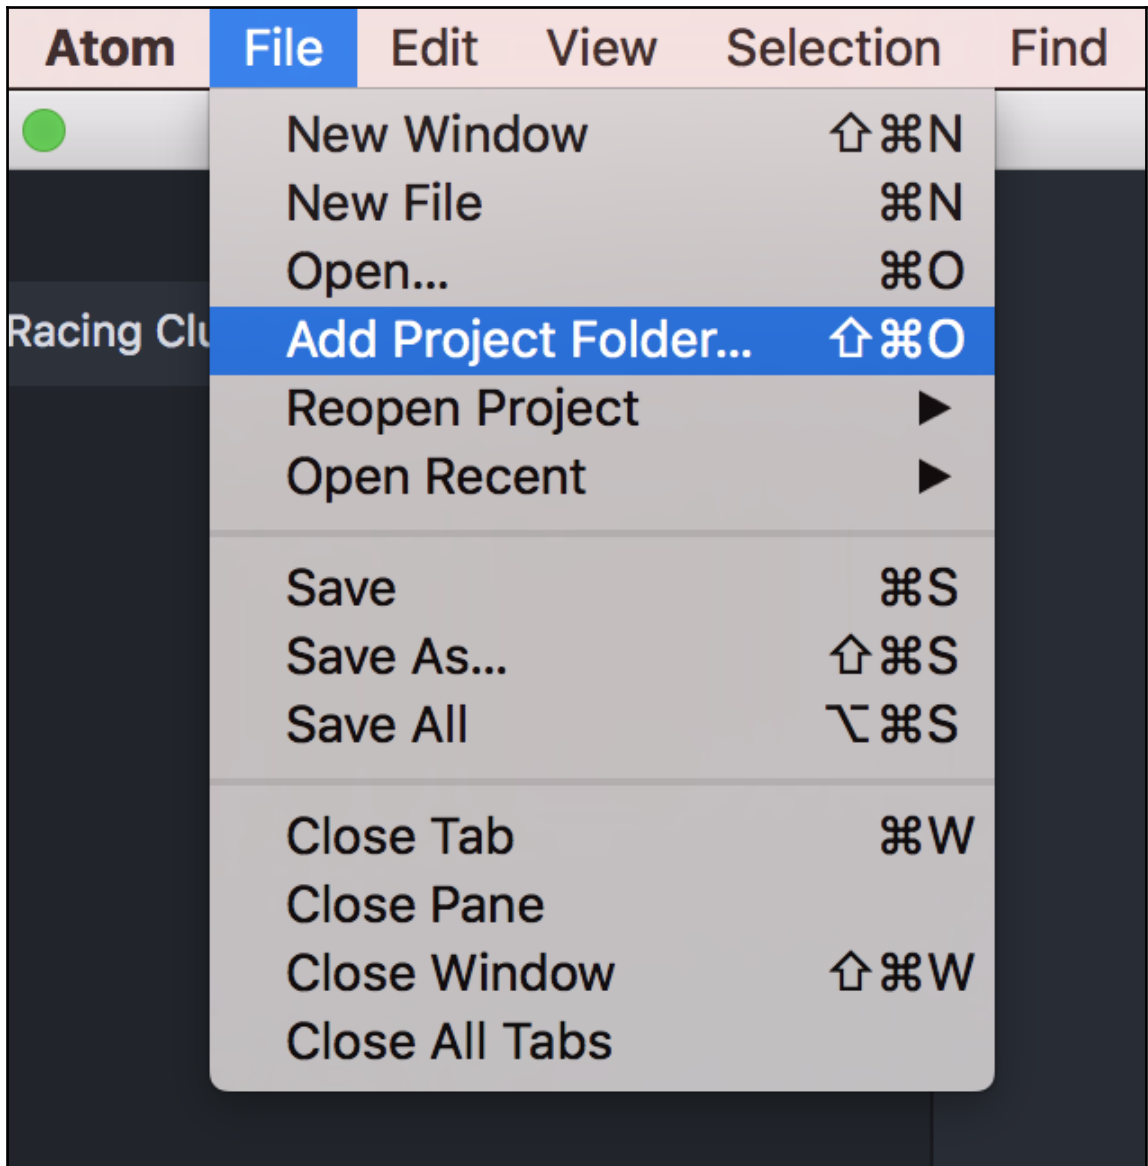 Atom File Edit View Selection Find
Racing Clu
New Window ⇧⌘N
New File ⌘N
Open... ⌘O
Add Project Folder... ⇧⌘O
Reopen Project ▶
Open Recent ▶
Save ⌘S
Save As... ⇧⌘S
Save All ⌥⌘S
Close Tab ⌘W
Close Pane
Close Window ⇧⌘W
Close All Tabs